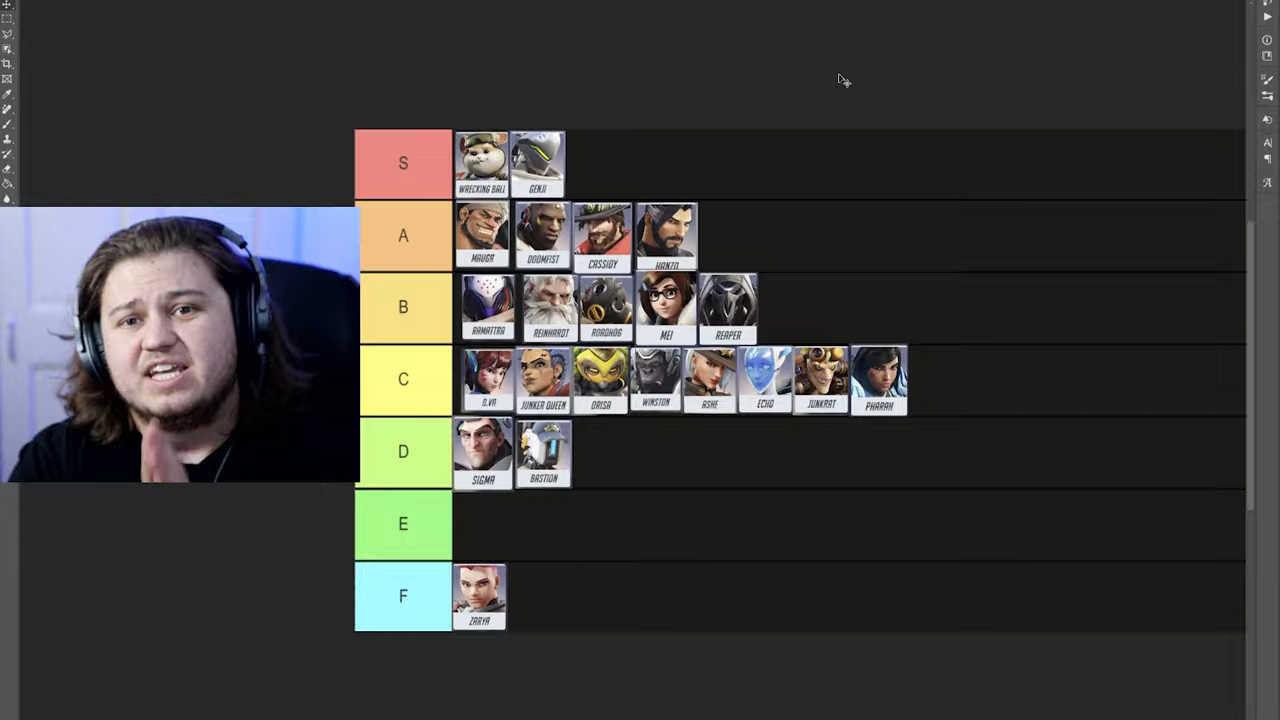 S
WRECKING BALL GENJI
A
MAUGA DOOMFIST CASSIDY HANZO
B
RAMATTRA REINHARDT ROADHOG MEI REAPER
C
D.VA JUNKER QUEEN ORISA WINSTON ASHE ECHO JUNKRAT PHARAH
D
SIGMA BASTION
E
F
ZARYA